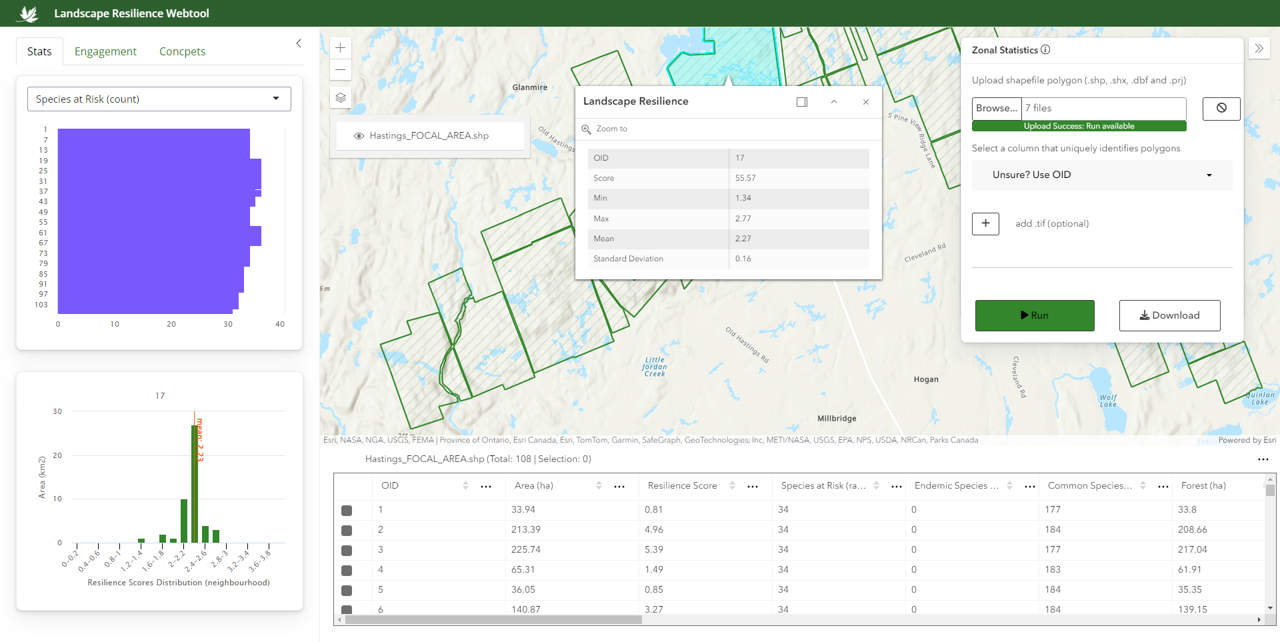 Landscape Resilience Webtool
Stats
Engagement
Concpets
Species at Risk (count)
1
7
13
19
25
31
37
43
49
55
61
67
73
79
85
91
97
103
0
10
20
30
40
17
30
20
10
0
Area (km2)
mean: 2.23
0-0.2
0.4-0.6
0.8-1
1.2-1.4
1.6-1.8
2-2.2
2.4-2.6
2.8-3
3.2-3.4
3.6-3.8
Resilience Scores Distribution (neighbourhood)
Glanmire
Hastings_FOCAL_AREA.shp
Old Hastings
S Pine View Ridge Lane
Cleveland Rd
Old Hastings Rd
Little
Jordan
Creek
Hogan
Cleveland Rd
Millbridge
Wolf
Lake
Quinlan
Lake
Landscape Resilience
Zoom to
OID 17
Score 55.57
Min 1.34
Max 2.77
Mean 2.27
Standard Deviation 0.16
Zonal Statistics
Upload shapefile polygon (.shp, .shx, .dbf and .prj)
Browse... 7 files
Upload Success: Run available
Select a column that uniquely identifies polygons
Unsure? Use OID
+ add .tif (optional)
Run
Download
Esri, NASA, NGA, USGS, FEMA | Province of Ontario, Esri Canada, Esri, TomTom, Garmin, SafeGraph, GeoTechnologies, Inc, METI/NASA, USGS, EPA, NPS, USDA, NRCan, Parks Canada
Powered by Esri
Hastings_FOCAL_AREA.shp (Total: 108 | Selection: 0)
OID Area (ha) Resilience Score Species at Risk (ra... Endemic Species ... Common Species... Forest (ha)
1 33.94 0.81 34 0 177 33.8
2 213.39 4.96 34 0 184 208.66
3 225.74 5.39 34 0 177 217.04
4 65.31 1.49 34 0 183 61.91
5 36.05 0.85 34 0 184 35.35
6 140.87 3.27 34 0 184 139.15